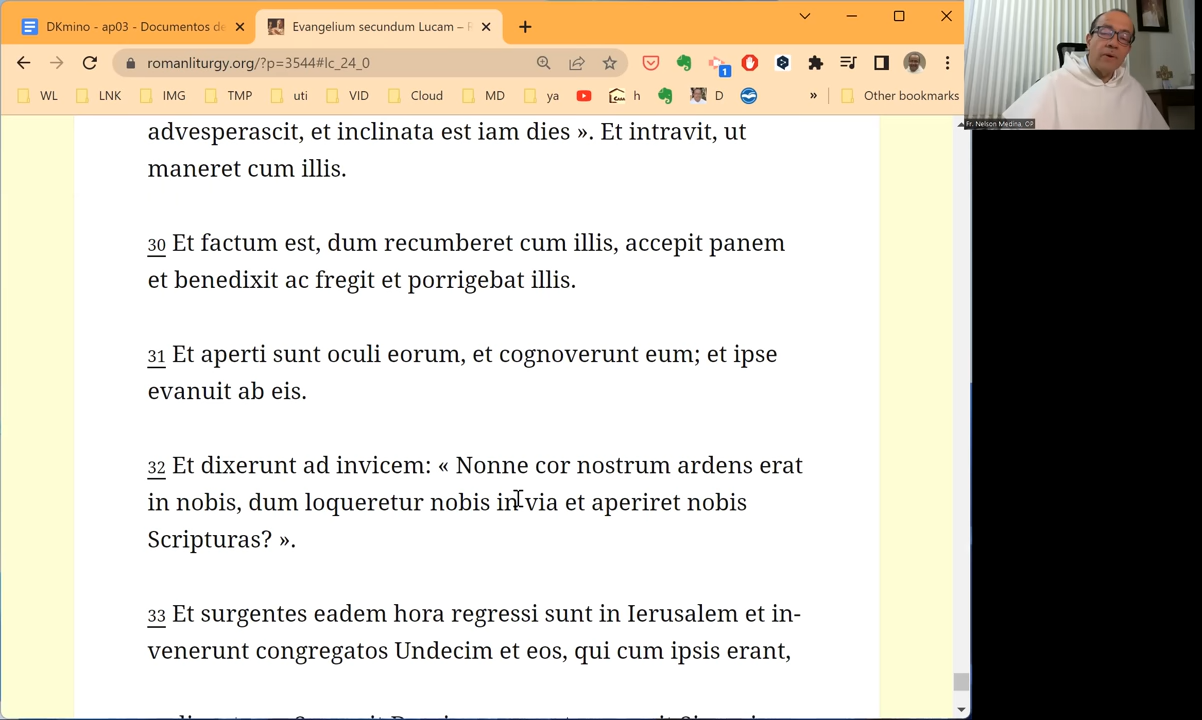 DKmino - ap03 - Documentos de
Evangelium secundum Lucam –
romanliturgy.org/?p=3544#lc_24_0
1
WL LNK IMG TMP uti VID Cloud MD ya h D » Other bookmarks
Fr. Nelson Medina, OP
advesperascit, et inclinata est iam dies ». Et intravit, ut
maneret cum illis.
30 Et factum est, dum recumberet cum illis, accepit panem
et benedixit ac fregit et porrigebat illis.
31 Et aperti sunt oculi eorum, et cognoverunt eum; et ipse
evanuit ab eis.
32 Et dixerunt ad invicem: « Nonne cor nostrum ardens erat
in nobis, dum loqueretur nobis in via et aperiret nobis
Scripturas? ».
33 Et surgentes eadem hora regressi sunt in Ierusalem et in-
venerunt congregatos Undecim et eos, qui cum ipsis erant,